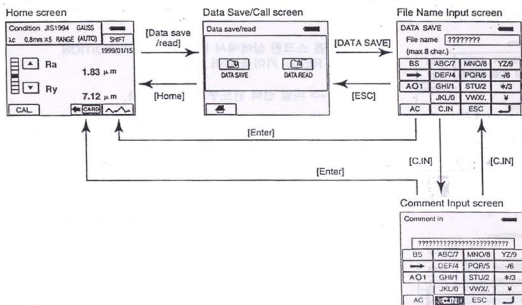 Home screen
Data Save/Call screen
File Name Input screen
Condition JIS1994 GAUSS
λc 0.8mm X5 RANGE (AUTO) SHIFT
1999/01/15
Ra
1.83 μm
Ry
7.12 μm
CAL.
CARD
[Data save
/read]
[Home]
Data save/read
DATA SAVE
DATA READ
[DATA SAVE]
[ESC]
DATA SAVE
File name ????????
(max 8 char.)
BS ABC/7 MNO/8 YZ/9
DEF/4 PQR/5 -/6
GHI/1 STU/2 */3
JKL/0 VWX/. ¥
AC C.IN ESC
[Enter]
[Enter]
[C.IN]
[C.IN]
Comment Input screen
Comment in
????????????????????????
BS ABC/7 MNO/8 YZ/9
DEF/4 PQR/5 -/6
GHI/1 STU/2 */3
JKL/0 VWX/. ¥
AC C.IN ESC